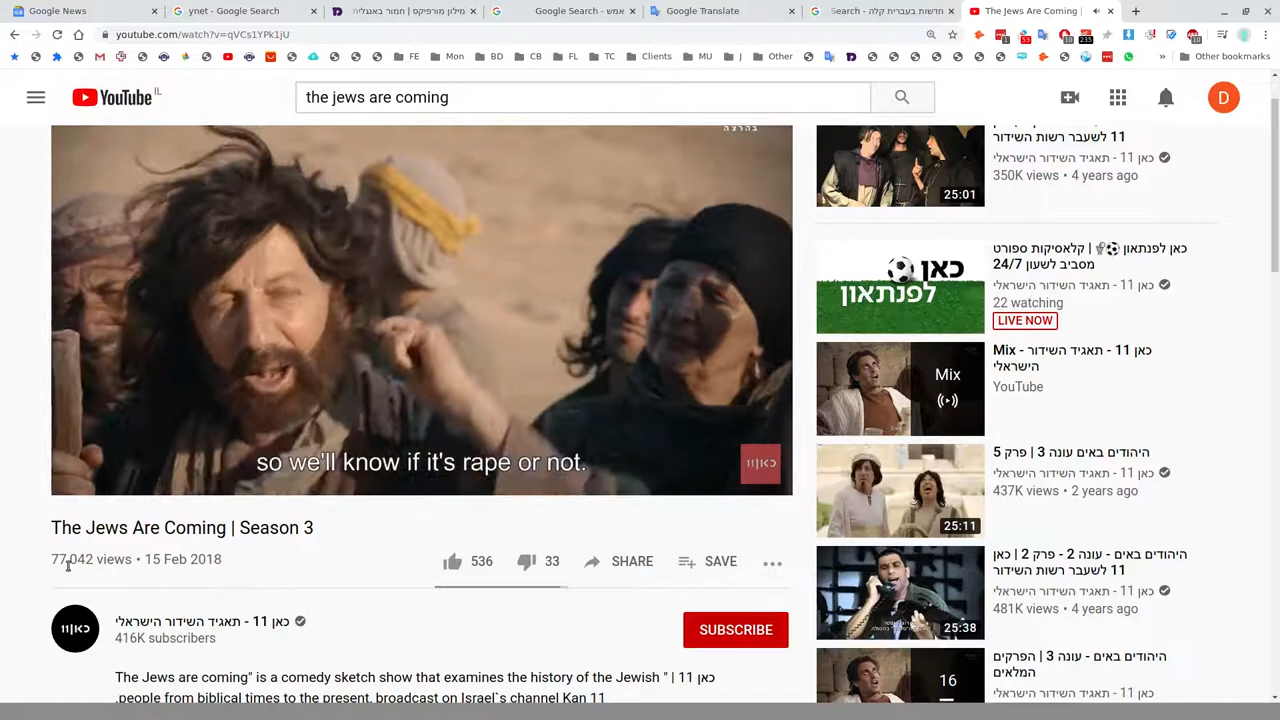 Google News
ynet - Google Search
מילון מורפיקס | חמור באנגלית
אמש - Google Search
Google Translate
חדשות בעברית קלה - Search
The Jews Are Coming |
youtube.com/watch?v=qVCs1YPk1jU
Mon
BD
CB
FL
TC
Clients
MU
J
Other
Other bookmarks
YouTube IL
the jews are coming
D
בהרצה
so we'll know if it's rape or not.
כאן|11
The Jews Are Coming | Season 3
77,042 views • 15 Feb 2018
536
33
SHARE
SAVE
כאן|11
כאן 11 - תאגיד השידור הישראלי
416K subscribers
SUBSCRIBE
The Jews are coming" is a comedy sketch show that examines the history of the Jewish " | 11 כאן
people from biblical times to the present, broadcast on Israel`s channel Kan 11
11 לשעבר רשות השידור
כאן 11 - תאגיד השידור הישראלי
350K views • 4 years ago
25:01
כאן לפנתאון | קלאסיקות ספורט
מסביב לשעון 24/7
כאן 11 - תאגיד השידור הישראלי
22 watching
LIVE NOW
כאן
לפנתאון
Mix - כאן 11 - תאגיד השידור
הישראלי
YouTube
Mix
היהודים באים עונה 3 | פרק 5
כאן 11 - תאגיד השידור הישראלי
437K views • 2 years ago
25:11
היהודים באים - עונה 2 - פרק 2 | כאן
11 לשעבר רשות השידור
כאן 11 - תאגיד השידור הישראלי
481K views • 4 years ago
25:38
היהודים באים - עונה 3 | הפרקים
המלאים
כאן 11 - תאגיד השידור הישראלי
16